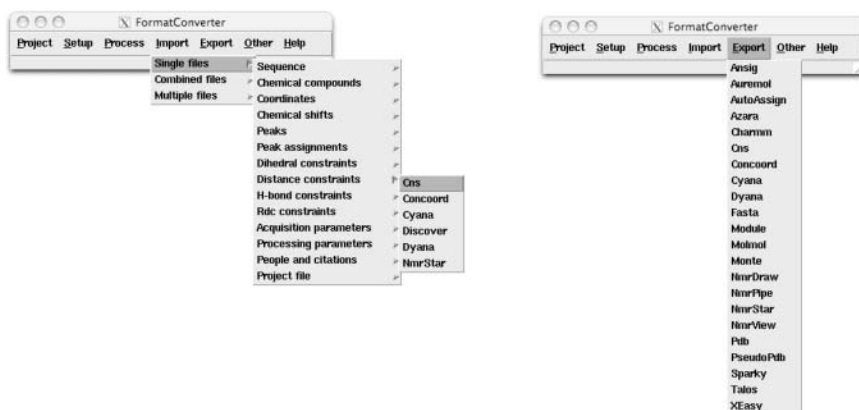 FormatConverter
Project Setup Process Import Export Other Help
Single files
Combined files
Multiple files
Sequence
Chemical compounds
Coordinates
Chemical shifts
Peaks
Peak assignments
Dihedral constraints
Distance constraints
H-bond constraints
Rdc constraints
Acquisition parameters
Processing parameters
People and citations
Project file
Cns
Concoord
Cyana
Discover
Dyana
NmrStar
FormatConverter
Project Setup Process Import Export Other Help
Ansig
Auremol
AutoAssign
Azara
Charmm
Cns
Concoord
Cyana
Dyana
Fasta
Module
Molmol
Monte
NmrDraw
NmrPipe
NmrStar
NmrView
Pdb
PseudoPdb
Sparky
Talos
XEasy